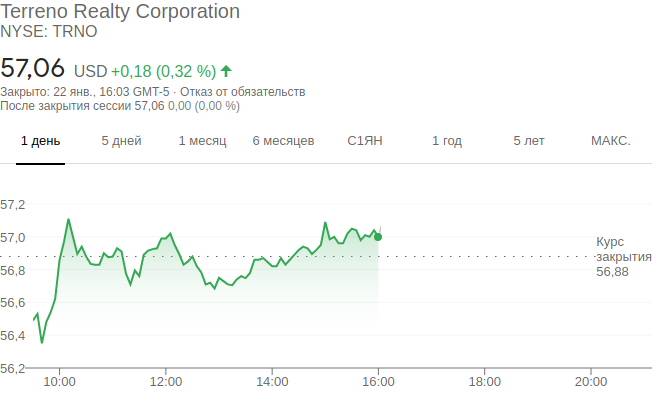 Terreno Realty Corporation
NYSE: TRNO
57,06 USD +0,18 (0,32 %)
Закрыто: 22 янв., 16:03 GMT-5 · Отказ от обязательств
После закрытия сессии 57,06 0,00 (0,00 %)
1 день 5 дней 1 месяц 6 месяцев С1ЯН 1 год 5 лет МАКС.
57,2
57,0
56,8
56,6
56,4
56,2
Курс
закрытия
56,88
10:00 12:00 14:00 16:00 18:00 20:00